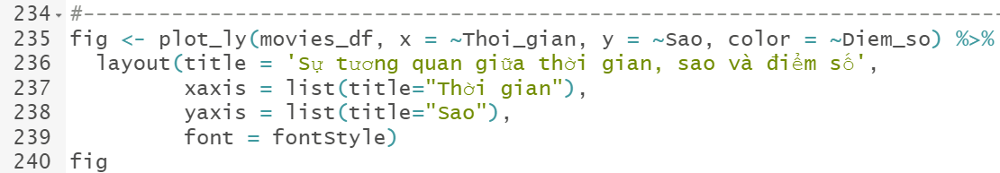 234 #------------------------------------------------------------------------
235 fig <- plot_ly(movies_df, x = ~Thoi_gian, y = ~Sao, color = ~Diem_so) %>%
236   layout(title = 'Sự tương quan giữa thời gian, sao và điểm số',
237          xaxis = list(title="Thời gian"),
238          yaxis = list(title="Sao"),
239          font = fontStyle)
240 fig